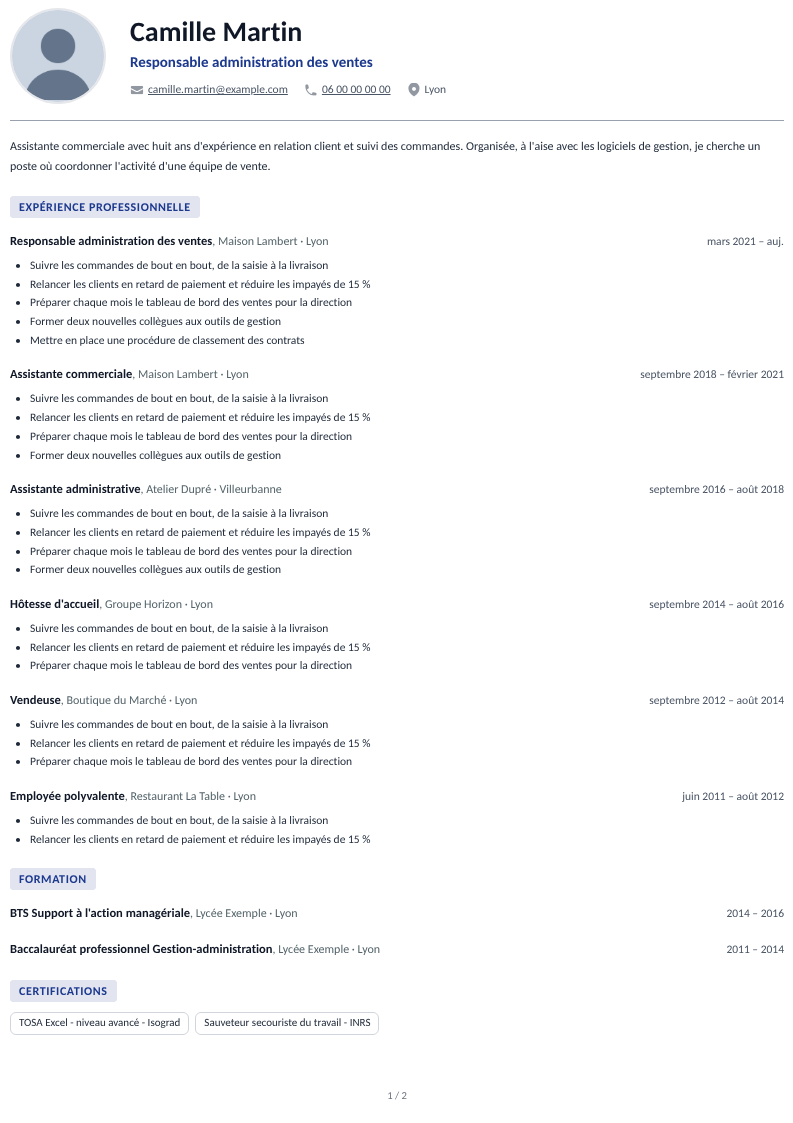 Camille Martin
Responsable administration des ventes
camille.martin@example.com 06 00 00 00 00 Lyon
Assistante commerciale avec huit ans d'expérience en relation client et suivi des commandes. Organisée, à l'aise avec les logiciels de gestion, je cherche un
poste où coordonner l'activité d'une équipe de vente.
EXPÉRIENCE PROFESSIONNELLE
Responsable administration des ventes, Maison Lambert · Lyon mars 2021 – auj.
• Suivre les commandes de bout en bout, de la saisie à la livraison
• Relancer les clients en retard de paiement et réduire les impayés de 15 %
• Préparer chaque mois le tableau de bord des ventes pour la direction
• Former deux nouvelles collègues aux outils de gestion
• Mettre en place une procédure de classement des contrats
Assistante commerciale, Maison Lambert · Lyon septembre 2018 – février 2021
• Suivre les commandes de bout en bout, de la saisie à la livraison
• Relancer les clients en retard de paiement et réduire les impayés de 15 %
• Préparer chaque mois le tableau de bord des ventes pour la direction
• Former deux nouvelles collègues aux outils de gestion
Assistante administrative, Atelier Dupré · Villeurbanne septembre 2016 – août 2018
• Suivre les commandes de bout en bout, de la saisie à la livraison
• Relancer les clients en retard de paiement et réduire les impayés de 15 %
• Préparer chaque mois le tableau de bord des ventes pour la direction
• Former deux nouvelles collègues aux outils de gestion
Hôtesse d'accueil, Groupe Horizon · Lyon septembre 2014 – août 2016
• Suivre les commandes de bout en bout, de la saisie à la livraison
• Relancer les clients en retard de paiement et réduire les impayés de 15 %
• Préparer chaque mois le tableau de bord des ventes pour la direction
Vendeuse, Boutique du Marché · Lyon septembre 2012 – août 2014
• Suivre les commandes de bout en bout, de la saisie à la livraison
• Relancer les clients en retard de paiement et réduire les impayés de 15 %
• Préparer chaque mois le tableau de bord des ventes pour la direction
Employée polyvalente, Restaurant La Table · Lyon juin 2011 – août 2012
• Suivre les commandes de bout en bout, de la saisie à la livraison
• Relancer les clients en retard de paiement et réduire les impayés de 15 %
FORMATION
BTS Support à l'action managériale, Lycée Exemple · Lyon 2014 – 2016
Baccalauréat professionnel Gestion-administration, Lycée Exemple · Lyon 2011 – 2014
CERTIFICATIONS
TOSA Excel - niveau avancé - Isograd Sauveteur secouriste du travail - INRS
1 / 2